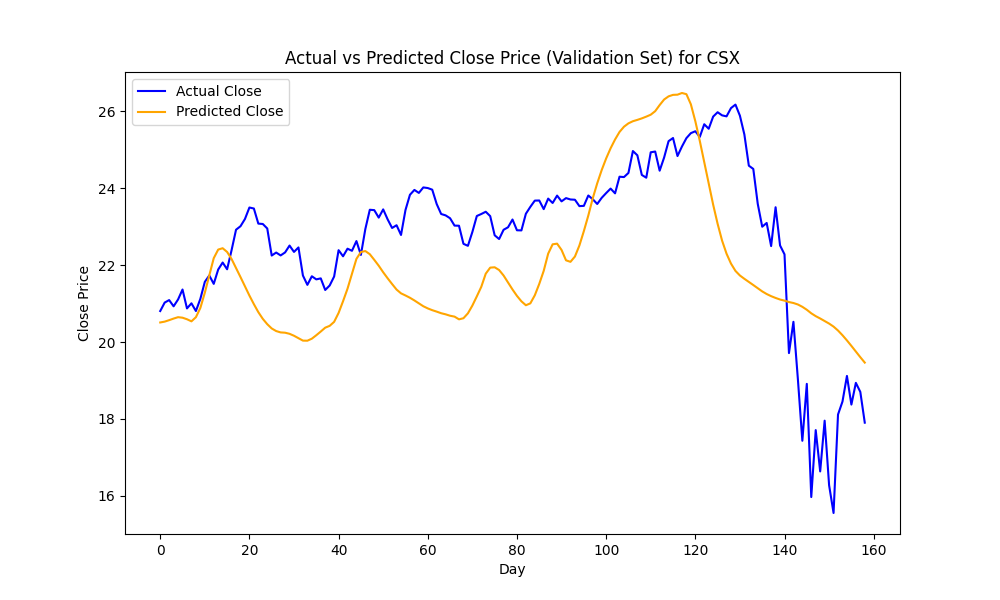 Actual vs Predicted Close Price (Validation Set) for CSX
Actual Close
Predicted Close
Close Price
26
24
22
20
18
16
0 20 40 60 80 100 120 140 160
Day